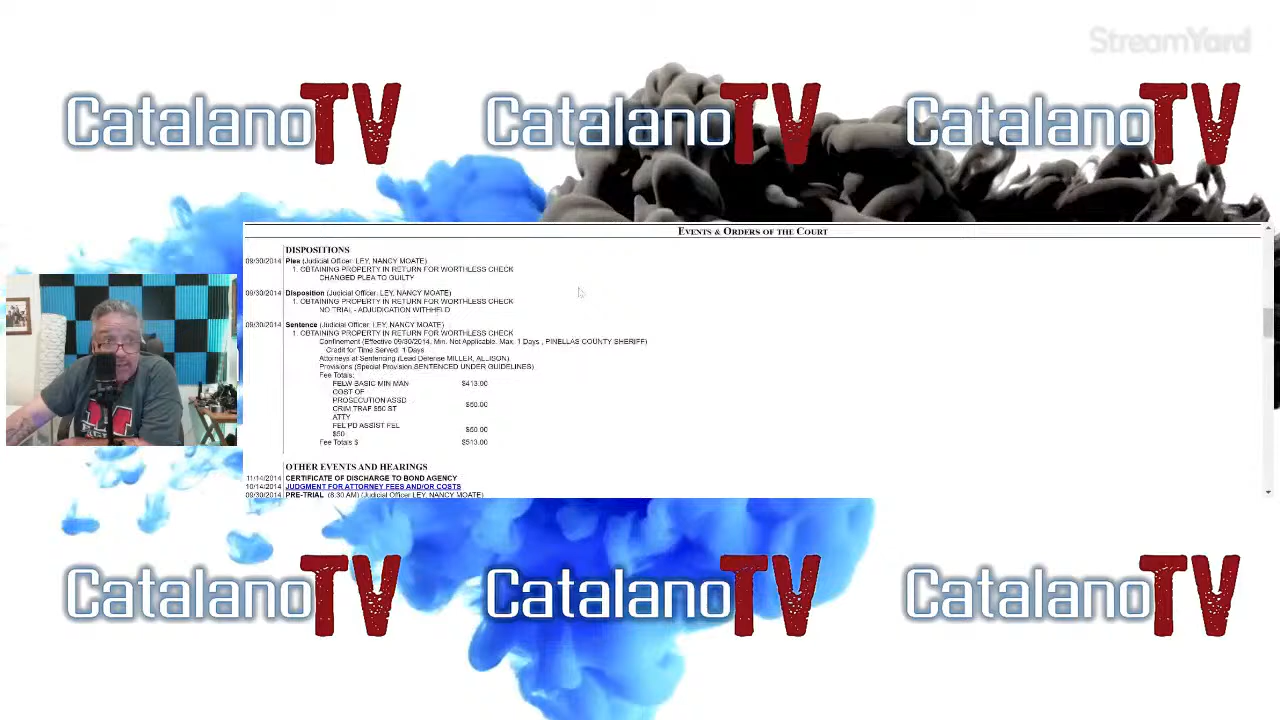 StreamYard
CatalanoTV CatalanoTV CatalanoTV
EVENTS & ORDERS OF THE COURT
DISPOSITIONS
09/30/2014 Plea (Judicial Officer: LEY, NANCY MOATE)
1. OBTAINING PROPERTY IN RETURN FOR WORTHLESS CHECK
CHANGED PLEA TO GUILTY
09/30/2014 Disposition (Judicial Officer: LEY, NANCY MOATE)
1. OBTAINING PROPERTY IN RETURN FOR WORTHLESS CHECK
NO TRIAL - ADJUDICATION WITHHELD
09/30/2014 Sentence (Judicial Officer: LEY, NANCY MOATE)
1. OBTAINING PROPERTY IN RETURN FOR WORTHLESS CHECK
Confinement (Effective 09/30/2014, Min. Not Applicable, Max. 1 Days , PINELLAS COUNTY SHERIFF)
Credit for Time Served: 1 Days
Attorneys at Sentencing (Lead Defense MILLER, ALLISON)
Provisions (Special Provision SENTENCED UNDER GUIDELINES)
Fee Totals:
FELW BASIC MIN MAN $413.00
COST OF
PROSECUTION ASSD $50.00
CRIM TRAF $50 ST
ATTY
FEL PD ASSIST FEL $50.00
$50
Fee Totals $ $513.00
OTHER EVENTS AND HEARINGS
11/14/2014 CERTIFICATE OF DISCHARGE TO BOND AGENCY
10/14/2014 JUDGMENT FOR ATTORNEY FEES AND/OR COSTS
09/30/2014 PRE-TRIAL (8:30 AM) (Judicial Officer LEY, NANCY MOATE)
CatalanoTV CatalanoTV CatalanoTV